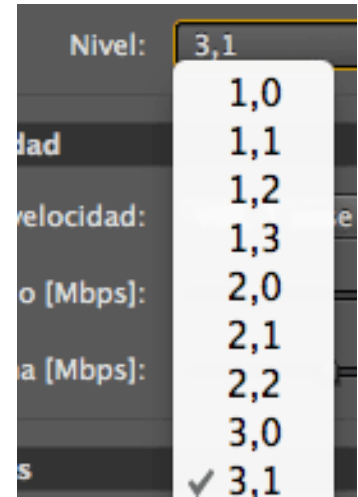 Nivel: 3,1
1,0
dad
1,1
1,2
velocidad:
1,3
o [Mbps]:
2,0
2,1
a [Mbps]:
2,2
3,0
s
✓ 3,1